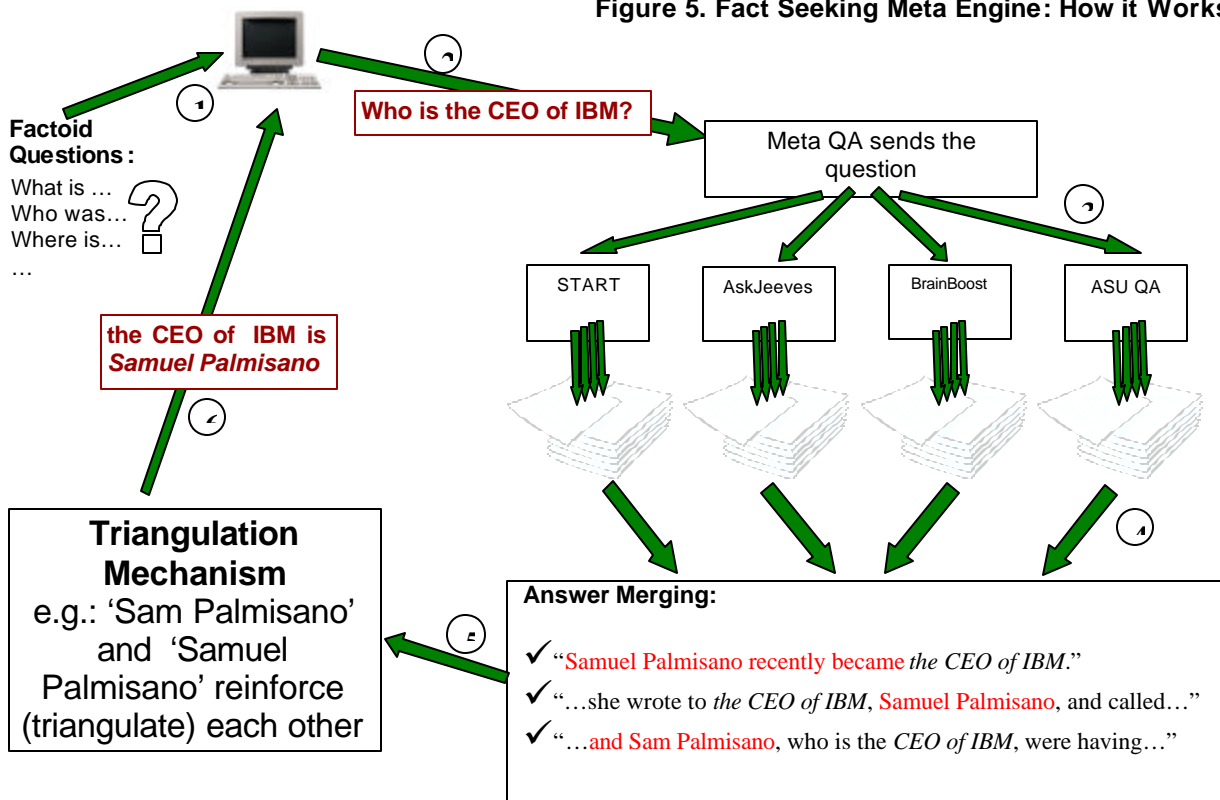 Figure 5. Fact Seeking Meta Engine: How it Works
Factoid
Questions:
What is …
Who was…
Where is…
…
?
Who is the CEO of IBM?
Meta QA sends the
question
START
AskJeeves
BrainBoost
ASU QA
Answer Merging:
✓“Samuel Palmisano recently became the CEO of IBM.”
✓“…she wrote to the CEO of IBM, Samuel Palmisano, and called…”
✓“…and Sam Palmisano, who is the CEO of IBM, were having…”
Triangulation
Mechanism
e.g.: ‘Sam Palmisano’
and ‘Samuel
Palmisano’ reinforce
(triangulate) each other
the CEO of IBM is
Samuel Palmisano